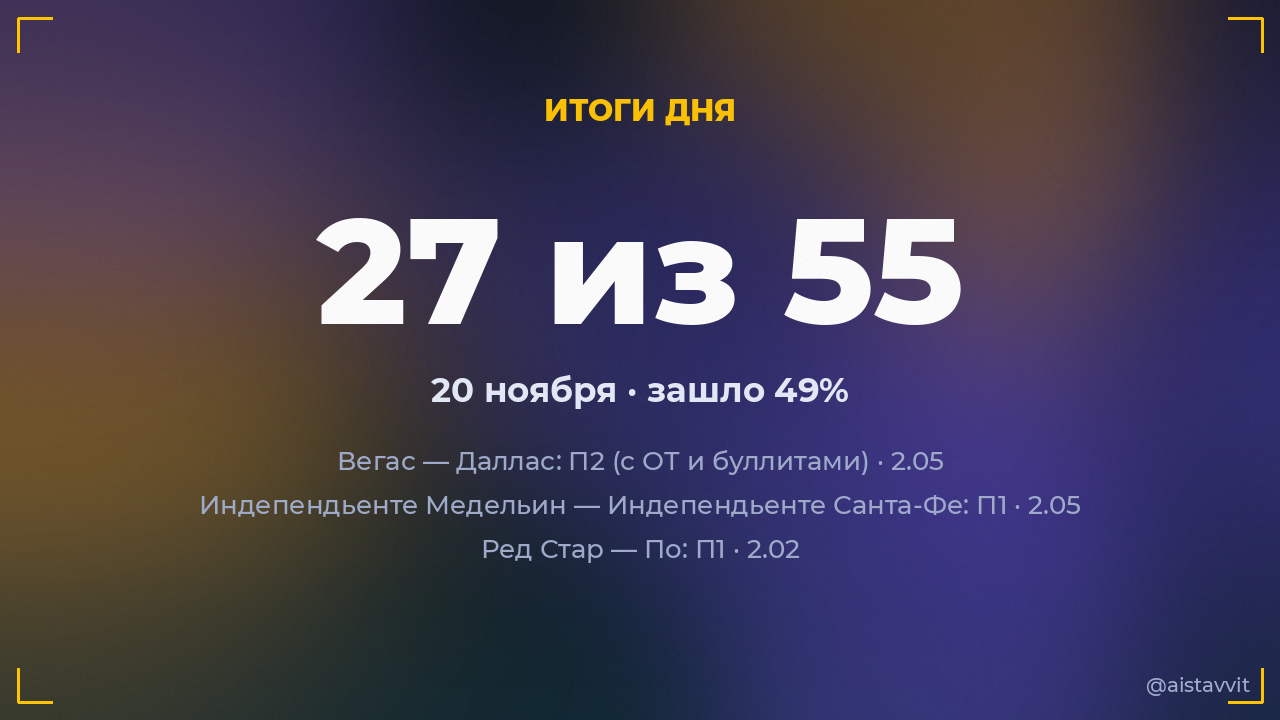 ИТОГИ ДНЯ
27 из 55
20 ноября · зашло 49%
Вегас — Даллас: П2 (с ОТ и буллитами) · 2.05
Индепендьенте Медельин — Индепендьенте Санта-Фе: П1 · 2.05
Ред Стар — По: П1 · 2.02
@aistavvit